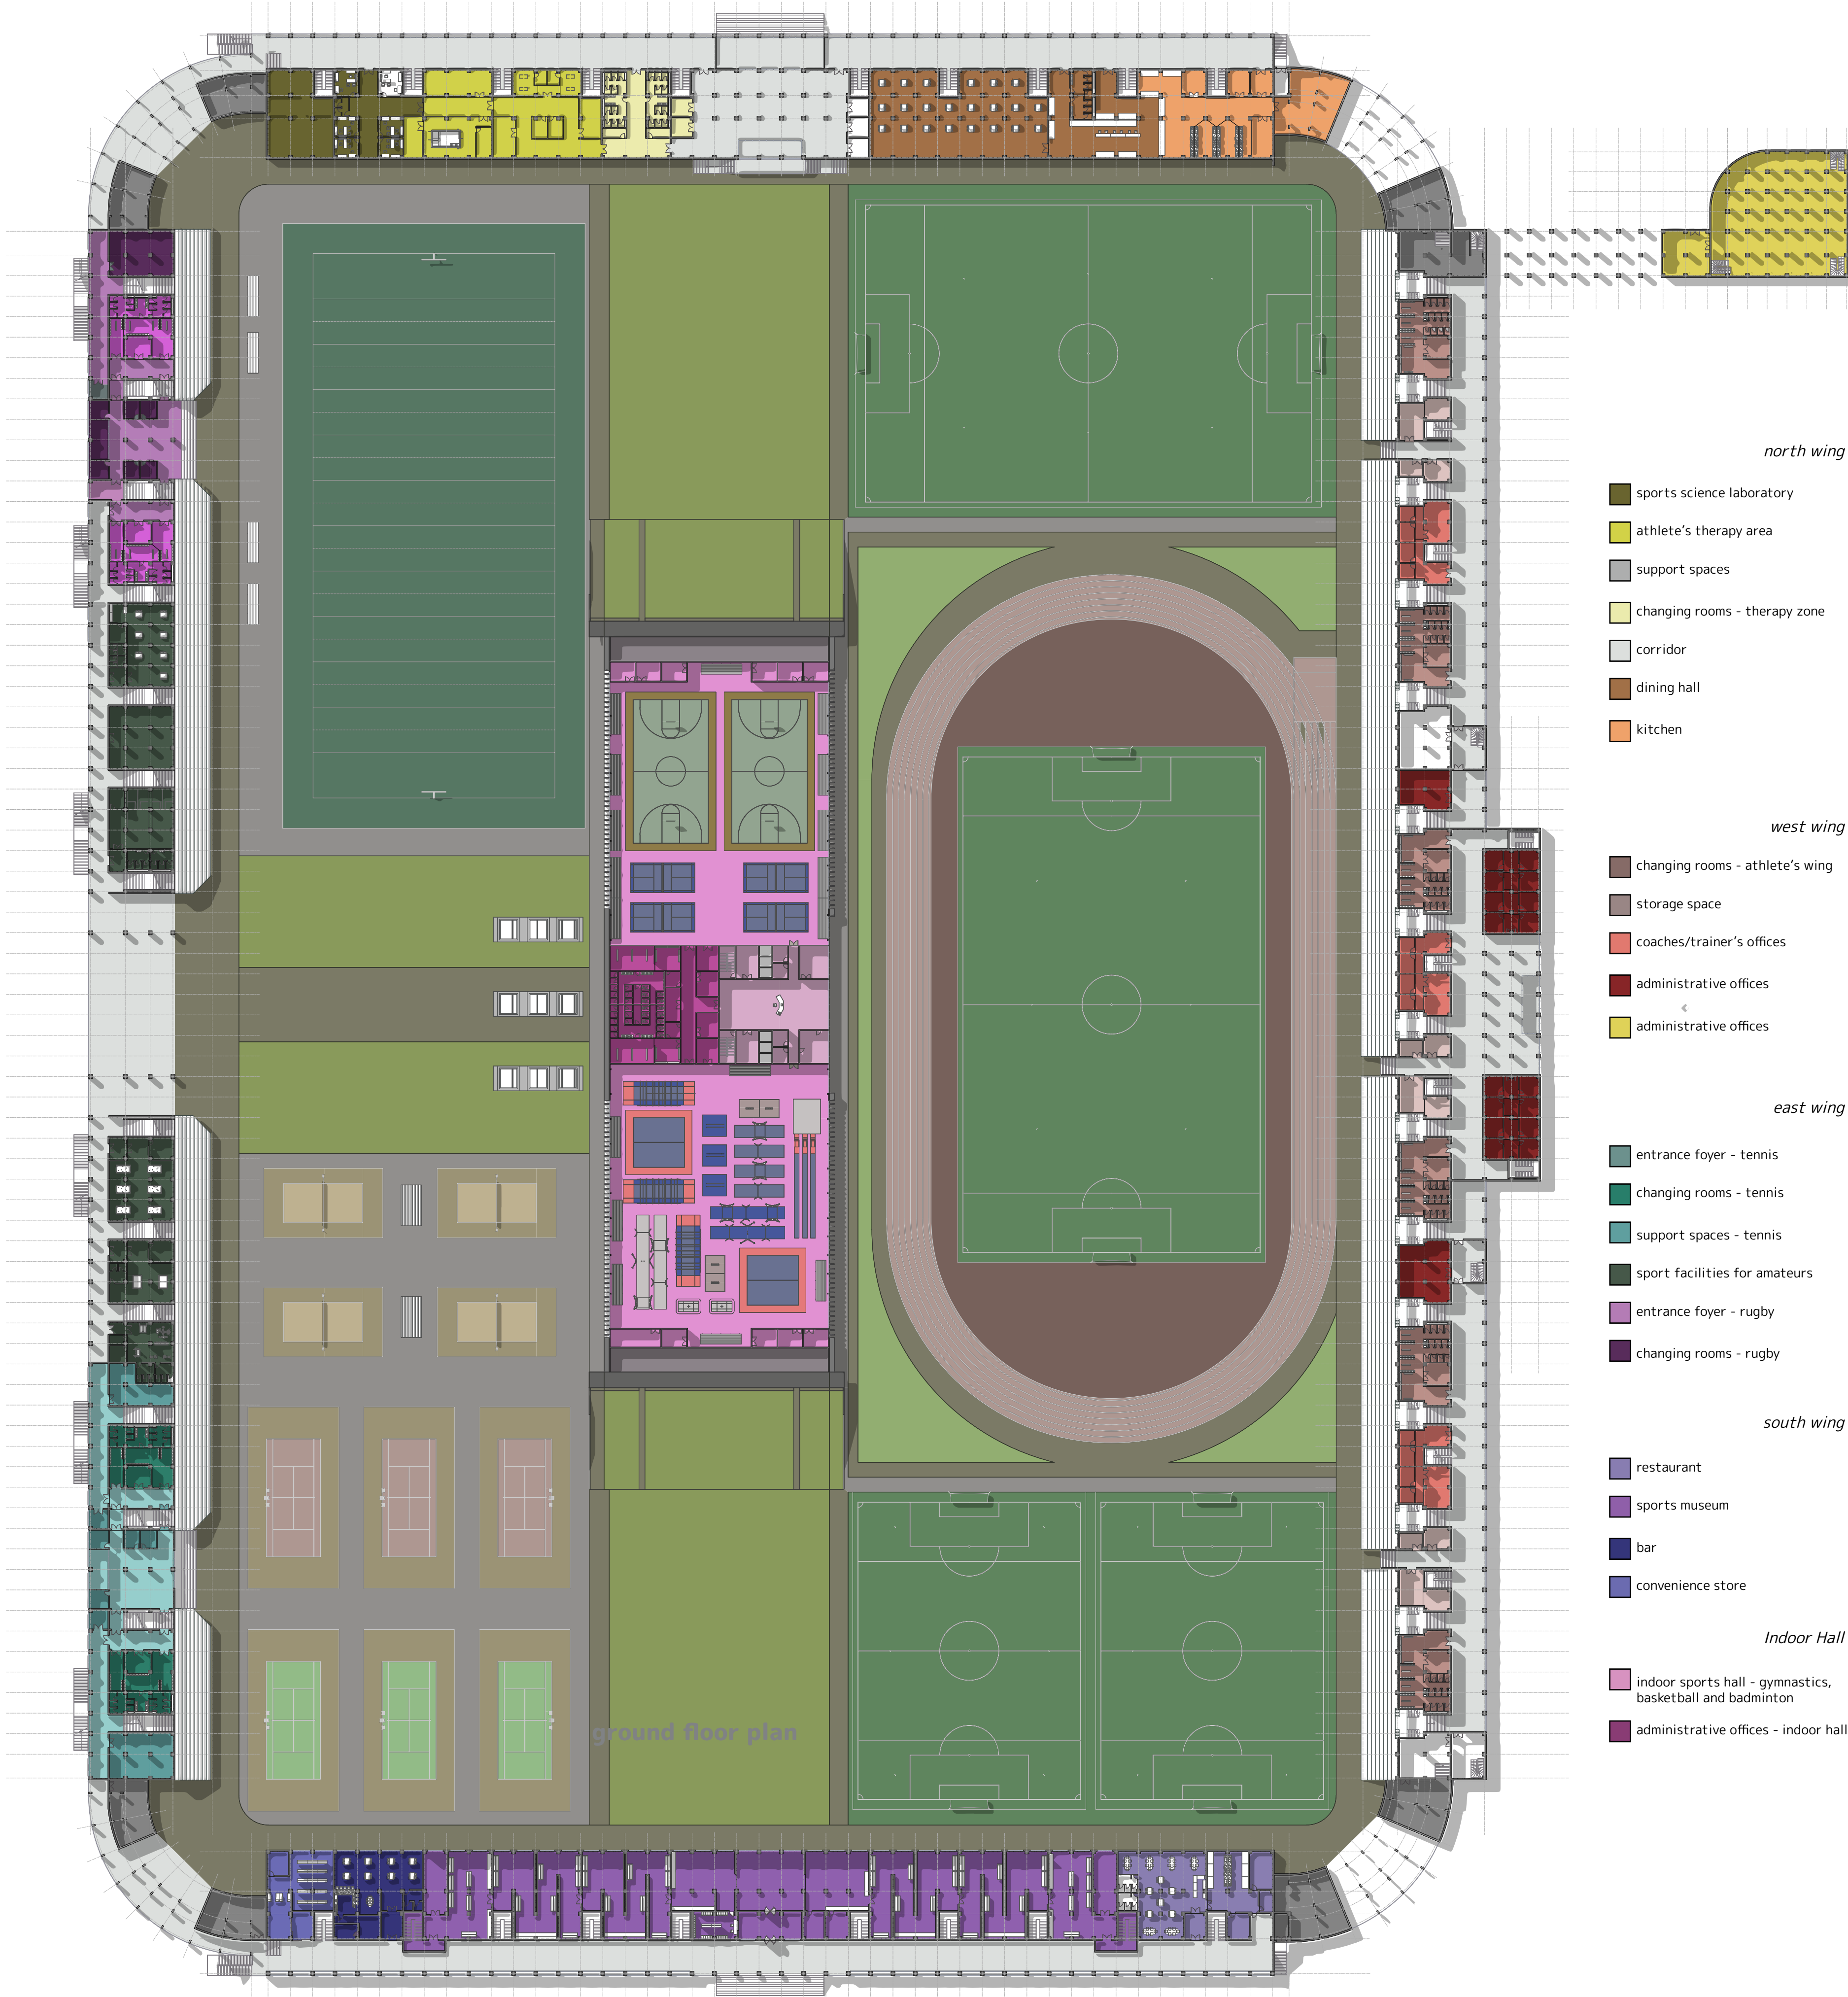 north wing
sports science laboratory
athlete's therapy area
support spaces
changing rooms - therapy zone
corridor
dining hall
kitchen
west wing
changing rooms - athlete's wing
storage space
coaches/trainer's offices
administrative offices
administrative offices
east wing
entrance foyer - tennis
changing rooms - tennis
support spaces - tennis
sport facilities for amateurs
entrance foyer - rugby
changing rooms - rugby
south wing
restaurant
sports museum
bar
convenience store
Indoor Hall
indoor sports hall - gymnastics,
basketball and badminton
administrative offices - indoor hall
ground floor plan